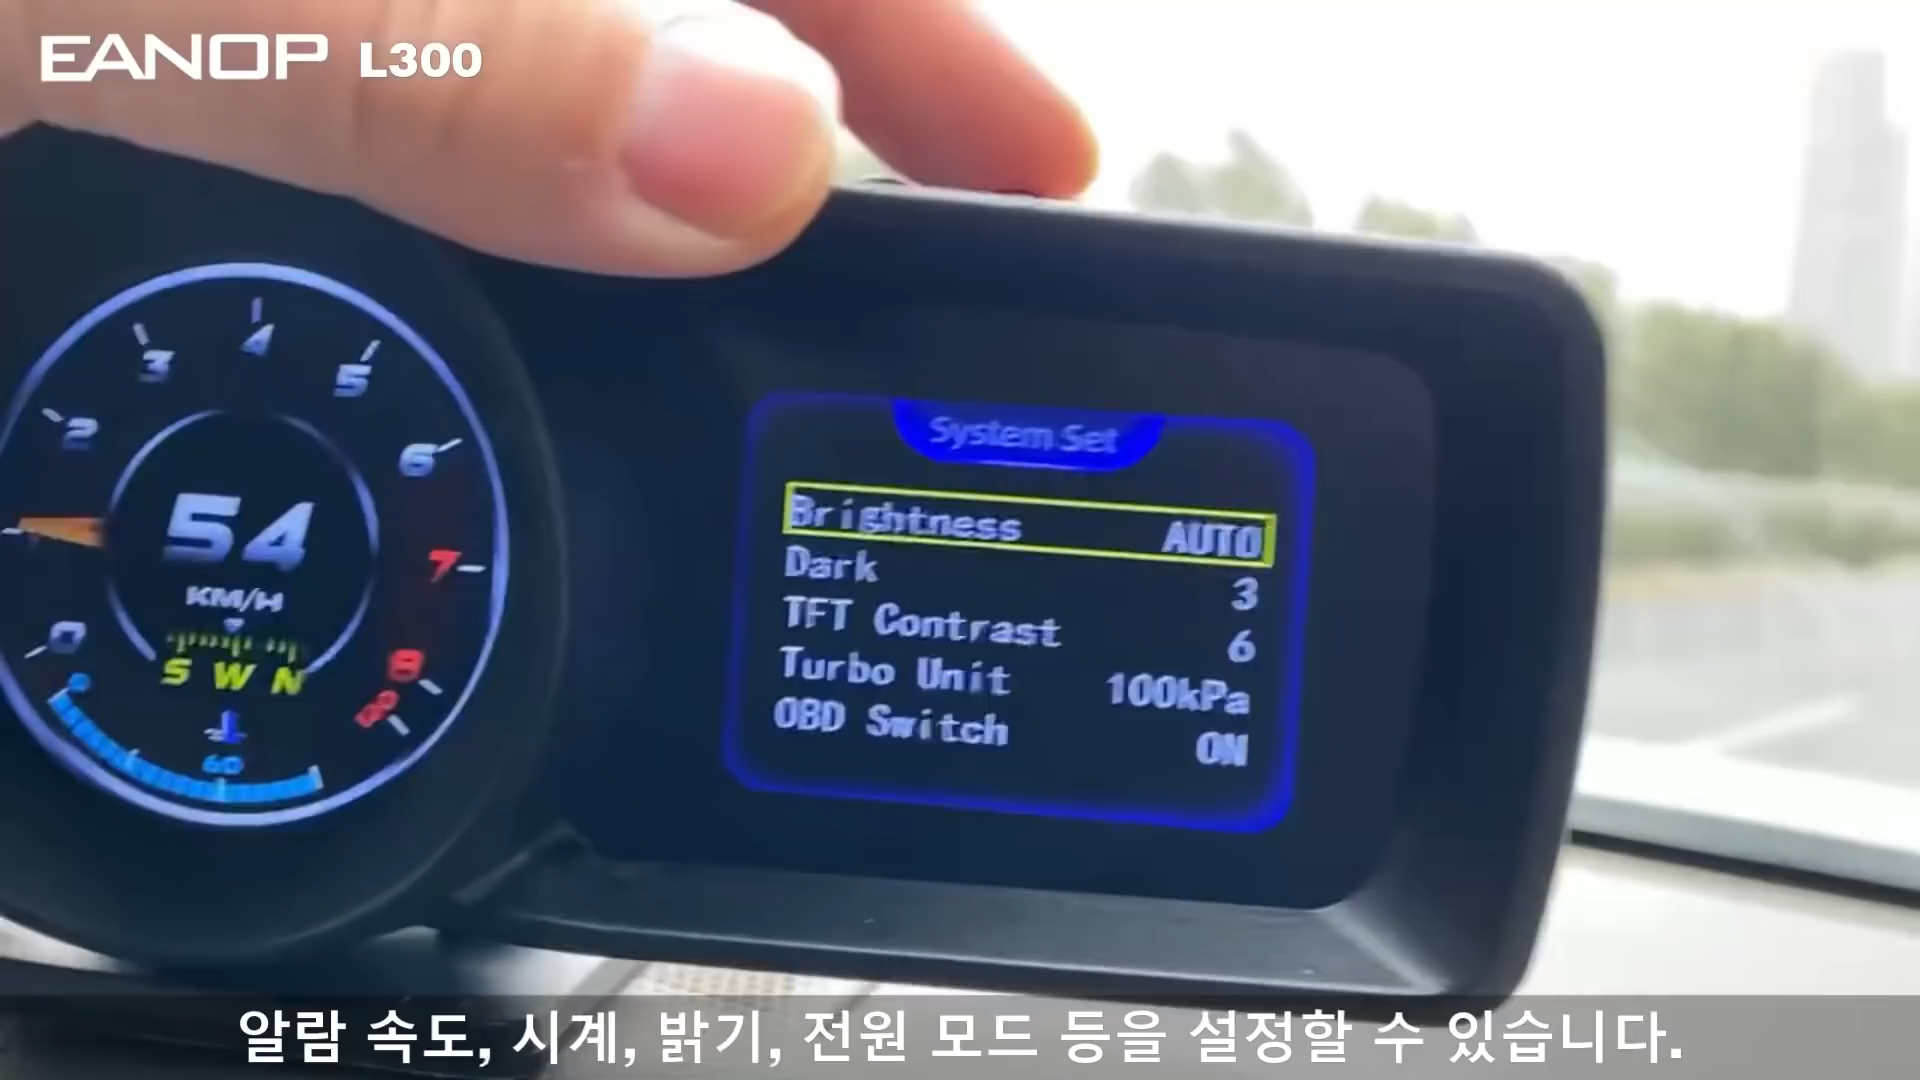 EANOP L300
3 4 5
2 6
54
7
KM/H
0 8
S W N
60
System Set
Brightness AUTO
Dark 3
TFT Contrast 6
Turbo Unit 100kPa
OBD Switch ON
알람 속도, 시계, 밝기, 전원 모드 등을 설정할 수 있습니다.